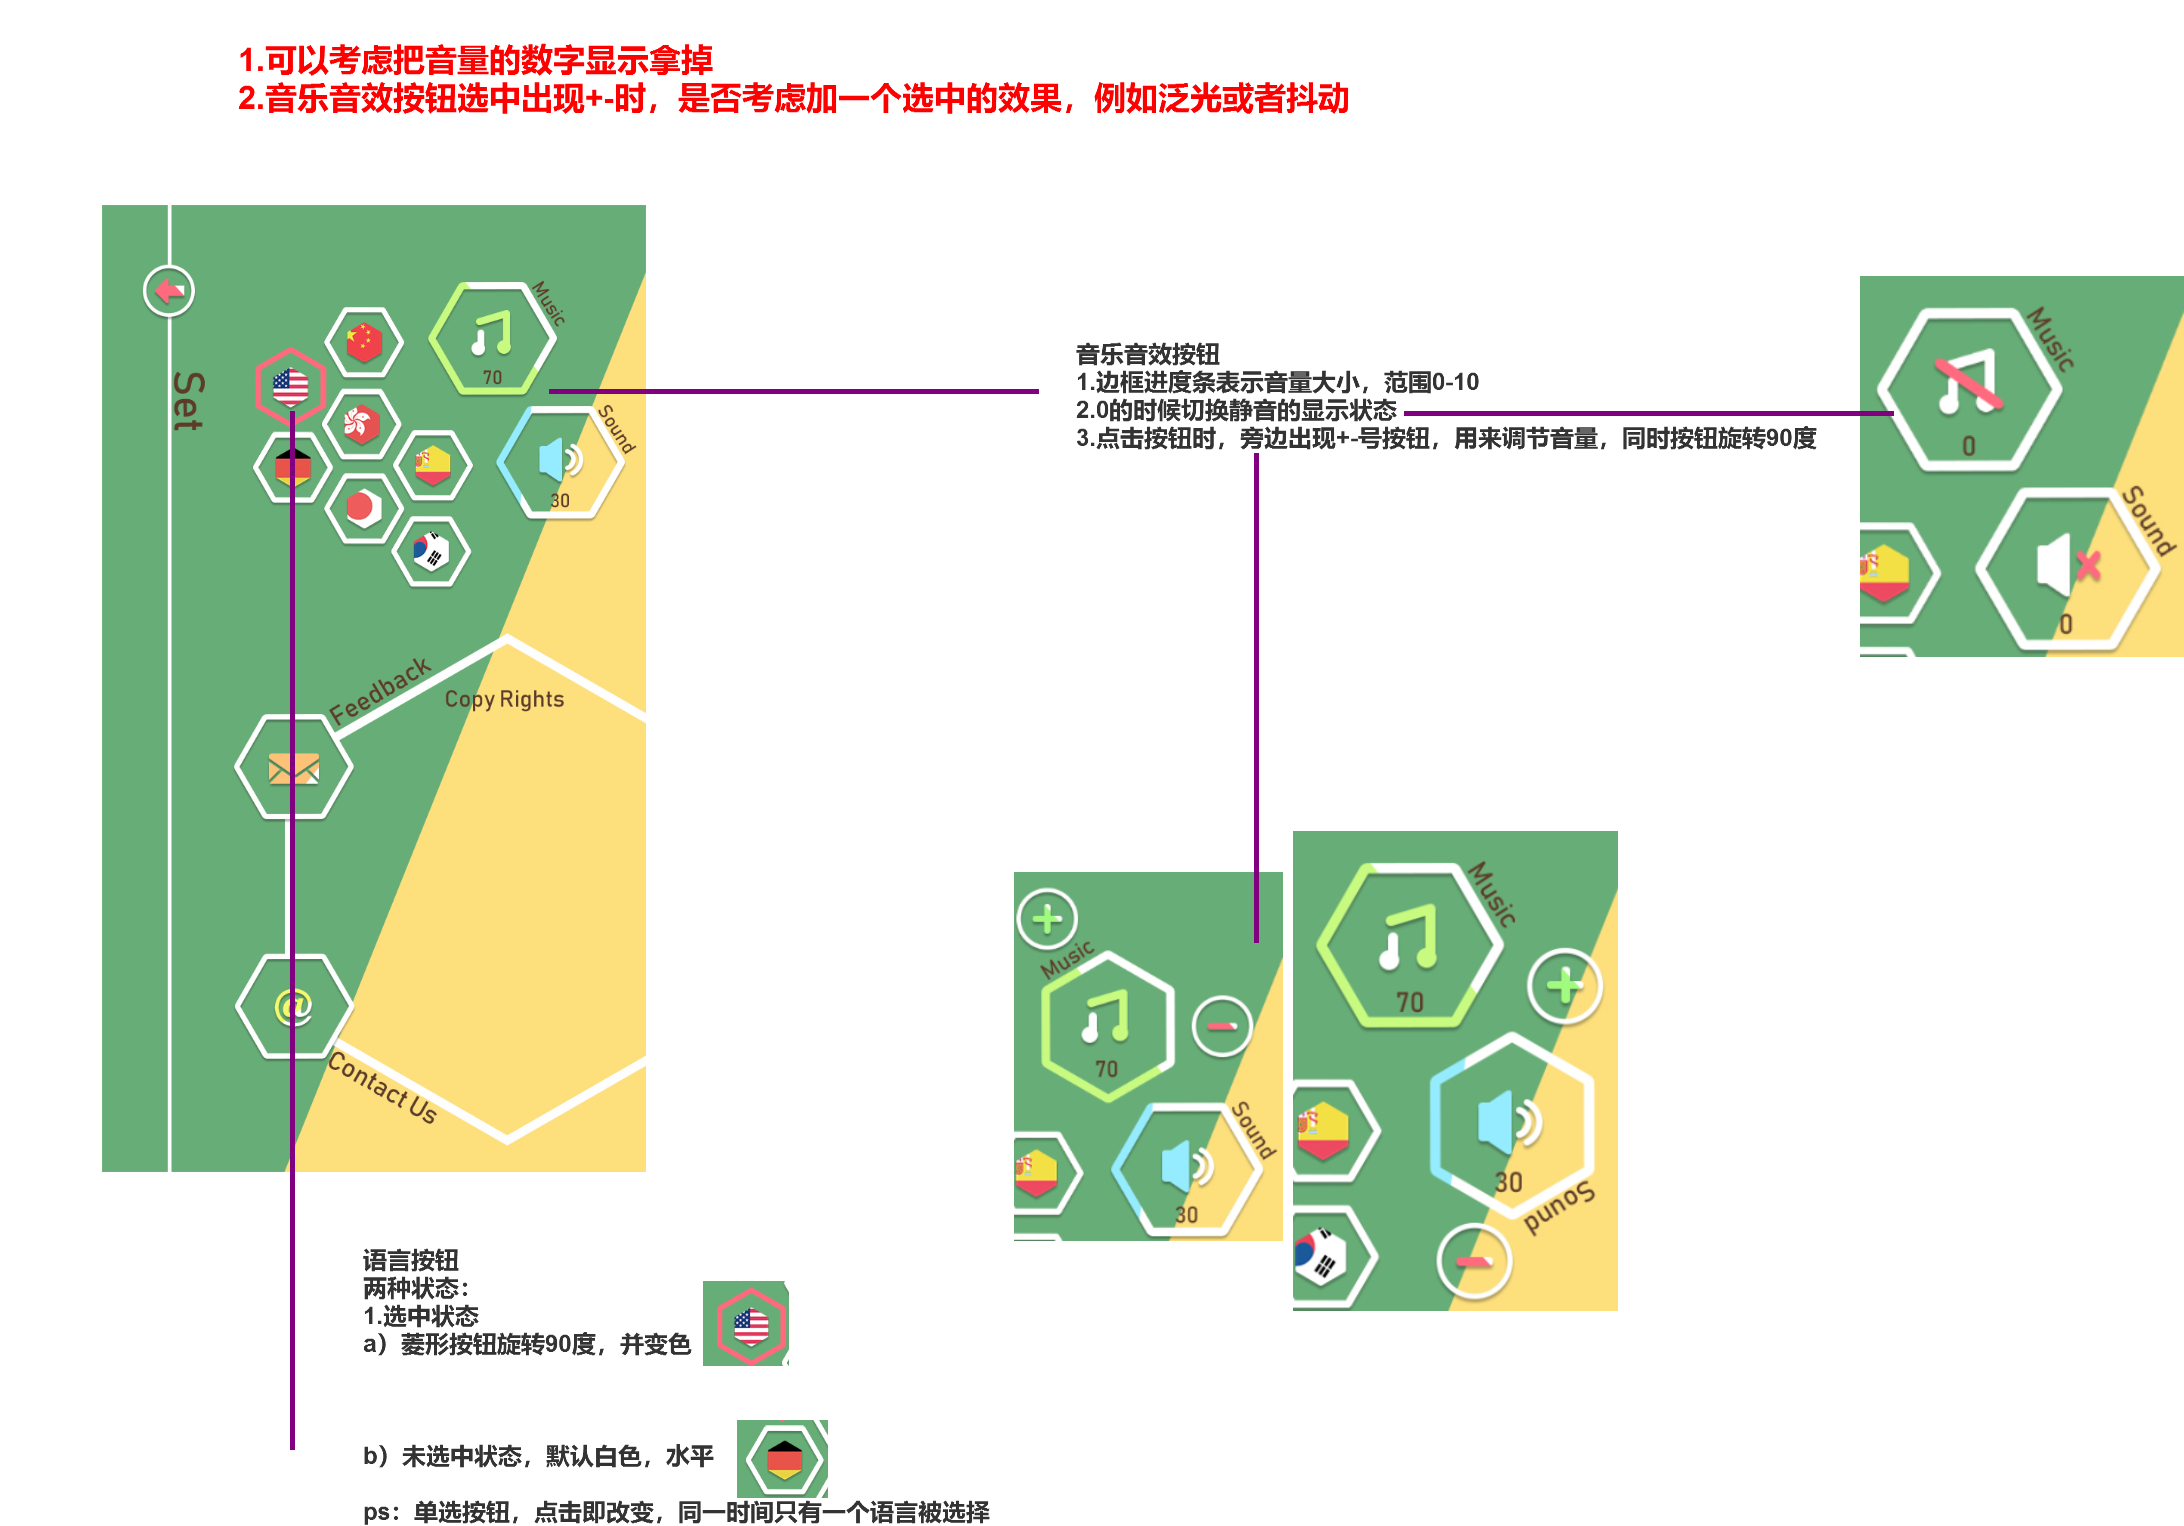 1.可以考虑把音量的数字显示拿掉
2.音乐音效按钮选中出现+-时，是否考虑加一个选中的效果，例如泛光或者抖动
Set
Music
70
Sound
30
Feedback
Copy Rights
@
Contact Us
音乐音效按钮
1.边框进度条表示音量大小，范围0-10
2.0的时候切换静音的显示状态
3.点击按钮时，旁边出现+-号按钮，用来调节音量，同时按钮旋转90度
Music
0
Sound
0
Music
70
Sound
30
Music
70
30
Sound
语言按钮
两种状态：
1.选中状态
a）菱形按钮旋转90度，并变色
b）未选中状态，默认白色，水平
ps：单选按钮，点击即改变，同一时间只有一个语言被选择